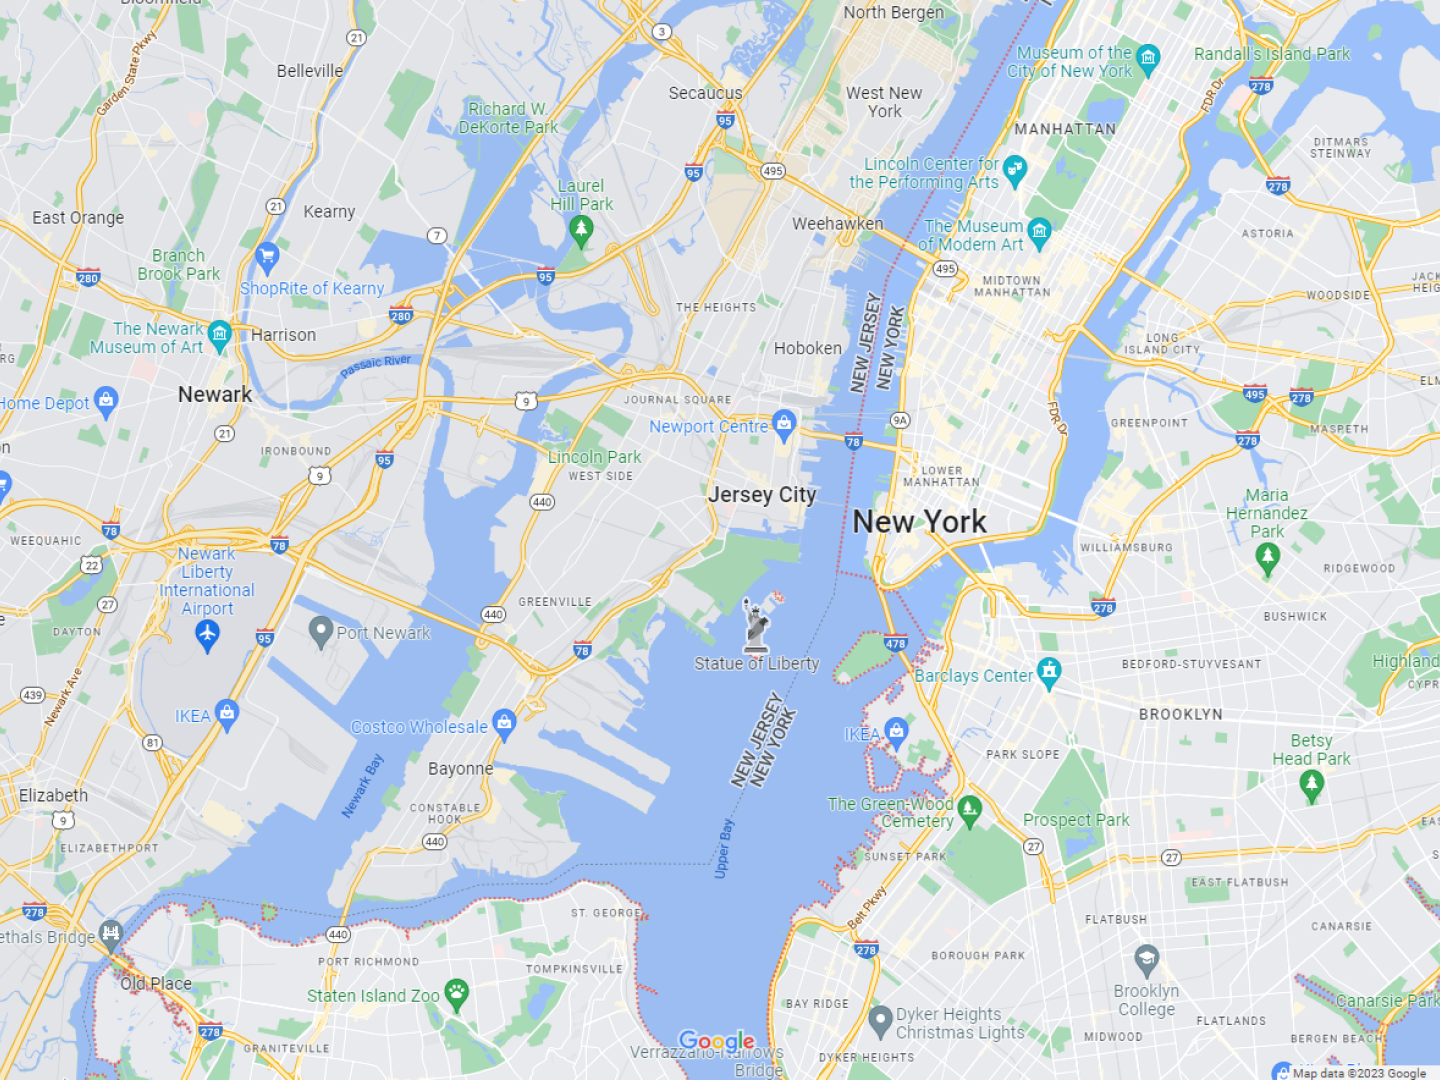 Bloomfield
North Bergen
Museum of the
City of New York
Randall's Island Park
Garden State Pkwy
21
3
Belleville
Secaucus
West New
York
FDR Dr
278
Richard W.
DeKorte Park
95
MANHATTAN
DITMARS
STEINWAY
Lincoln Center for
the Performing Arts
95
495
278
Laurel
Hill Park
East Orange
21
Kearny
7
Weehawken
The Museum
of Modern Art
ASTORIA
Branch
Brook Park
280
ShopRite of Kearny
95
495
MIDTOWN
MANHATTAN
WOODSIDE
280
THE HEIGHTS
NEW JERSEY
NEW YORK
The Newark
Museum of Art
Harrison
Passaic River
Hoboken
LONG
ISLAND CITY
Newark
Home Depot
9
JOURNAL SQUARE
495
278
FDR Dr
21
Newport Centre
78
9A
GREENPOINT
278
MASPETH
IRONBOUND
95
9
Lincoln Park
WEST SIDE
LOWER
MANHATTAN
440
Jersey City
New York
Maria
Hernandez
Park
78
WEEQUAHIC
78
22
WILLIAMSBURG
Newark
Liberty
International
Airport
RIDGEWOOD
27
GREENVILLE
440
278
BUSHWICK
DAYTON
95
Port Newark
78
478
Statue of Liberty
BEDFORD-STUYVESANT
Highland
Barclays Center
439
Newark Ave
IKEA
Costco Wholesale
NEW JERSEY
NEW YORK
IKEA
BROOKLYN
81
PARK SLOPE
Betsy
Head Park
Bayonne
Newark Bay
Elizabeth
9
CONSTABLE
HOOK
The Green-Wood
Cemetery
Prospect Park
440
Upper Bay
ELIZABETHPORT
SUNSET PARK
27
27
EAST FLATBUSH
278
ST. GEORGE
Belt Pkwy
FLATBUSH
CANARSIE
ethals Bridge
440
PORT RICHMOND
TOMPKINSVILLE
278
BOROUGH PARK
Old Place
Staten Island Zoo
BAY RIDGE
Brooklyn
College
Canarsie Park
278
Dyker Heights
Christmas Lights
FLATLANDS
GRANITEVILLE
Google
MIDWOOD
BERGEN BEACH
Verrazzano-Narrows
Bridge
DYKER HEIGHTS
Map data ©2023 Google